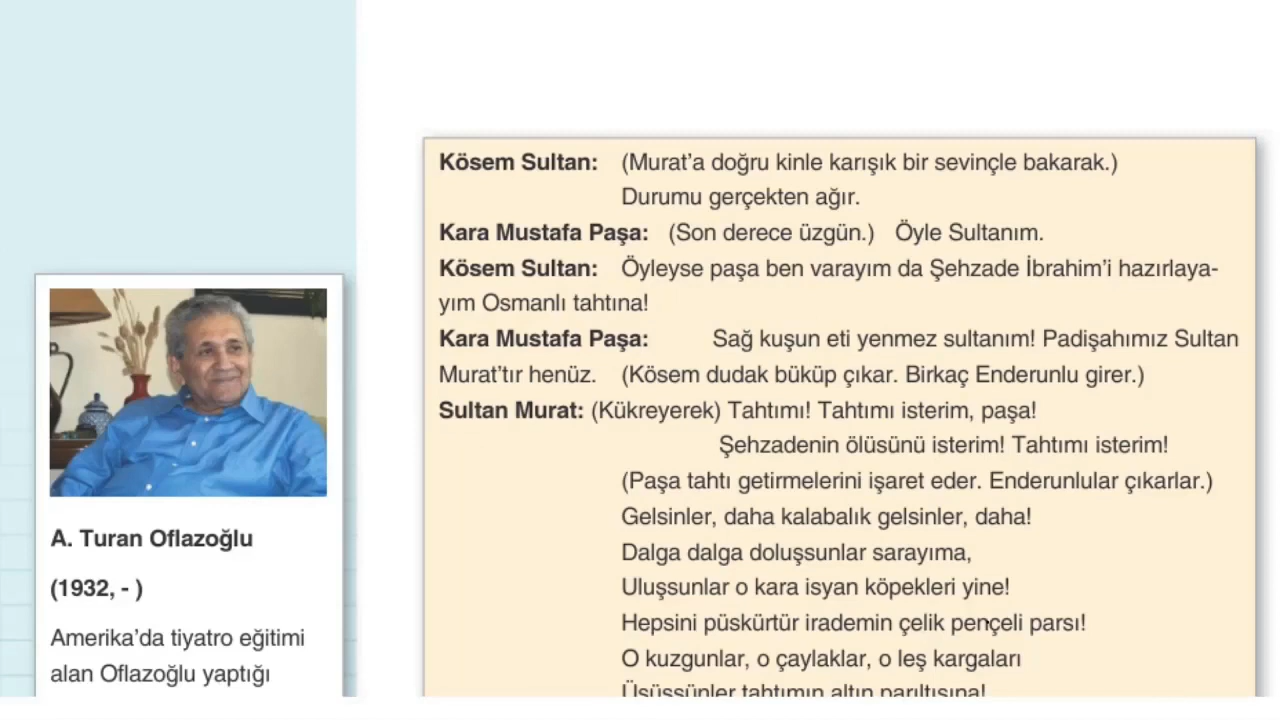 Kösem Sultan: (Murat’a doğru kinle karışık bir sevinçle bakarak.)
Durumu gerçekten ağır.
Kara Mustafa Paşa: (Son derece üzgün.) Öyle Sultanım.
Kösem Sultan: Öyleyse paşa ben varayım da Şehzade İbrahim’i hazırlaya-
yım Osmanlı tahtına!
Kara Mustafa Paşa: Sağ kuşun eti yenmez sultanım! Padişahımız Sultan
Murat’tır henüz. (Kösem dudak büküp çıkar. Birkaç Enderunlu girer.)
Sultan Murat: (Kükreyerek) Tahtımı! Tahtımı isterim, paşa!
Şehzadenin ölüsünü isterim! Tahtımı isterim!
(Paşa tahtı getirmelerini işaret eder. Enderunlular çıkarlar.)
Gelsinler, daha kalabalık gelsinler, daha!
Dalga dalga doluşsunlar sarayıma,
Uluşsunlar o kara isyan köpekleri yine!
Hepsini püskürtür irademin çelik pençeli parsı!
O kuzgunlar, o çaylaklar, o leş kargaları
Üşüşsünler tahtımın altın parıltısına!
A. Turan Oflazoğlu
(1932, - )
Amerika’da tiyatro eğitimi
alan Oflazoğlu yaptığı